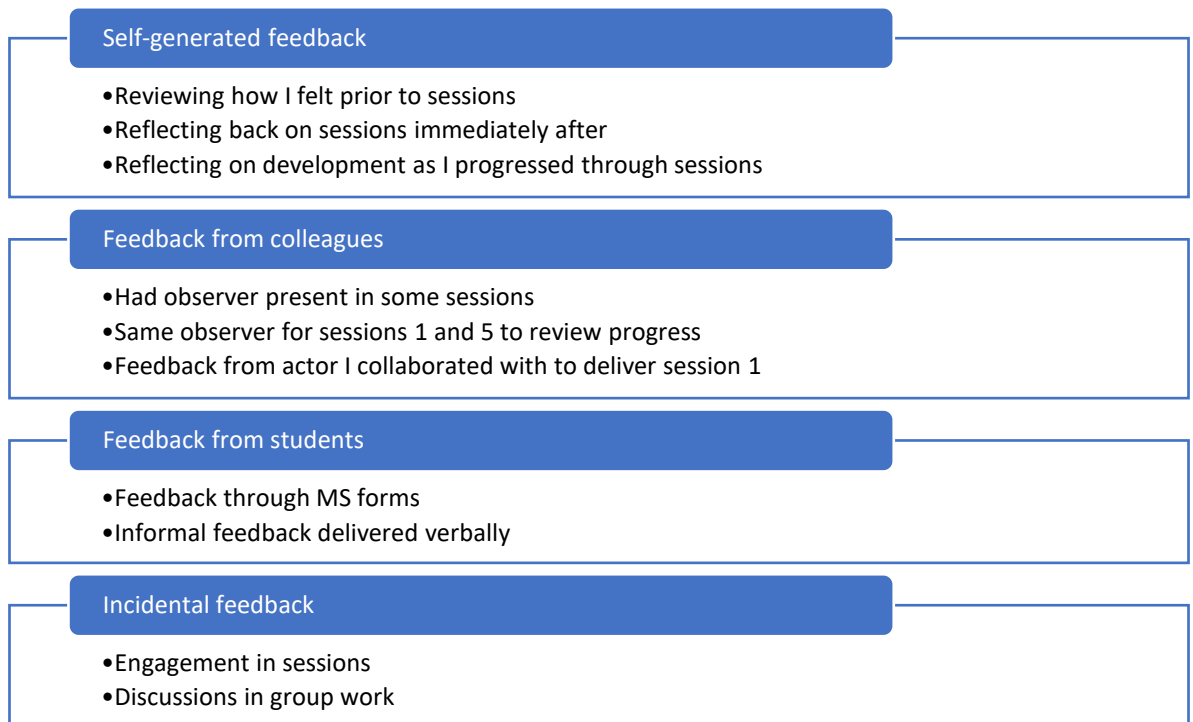 Self-generated feedback
•Reviewing how I felt prior to sessions
•Reflecting back on sessions immediately after
•Reflecting on development as I progressed through sessions
Feedback from colleagues
•Had observer present in some sessions
•Same observer for sessions 1 and 5 to review progress
•Feedback from actor I collaborated with to deliver session 1
Feedback from students
•Feedback through MS forms
•Informal feedback delivered verbally
Incidental feedback
•Engagement in sessions
•Discussions in group work